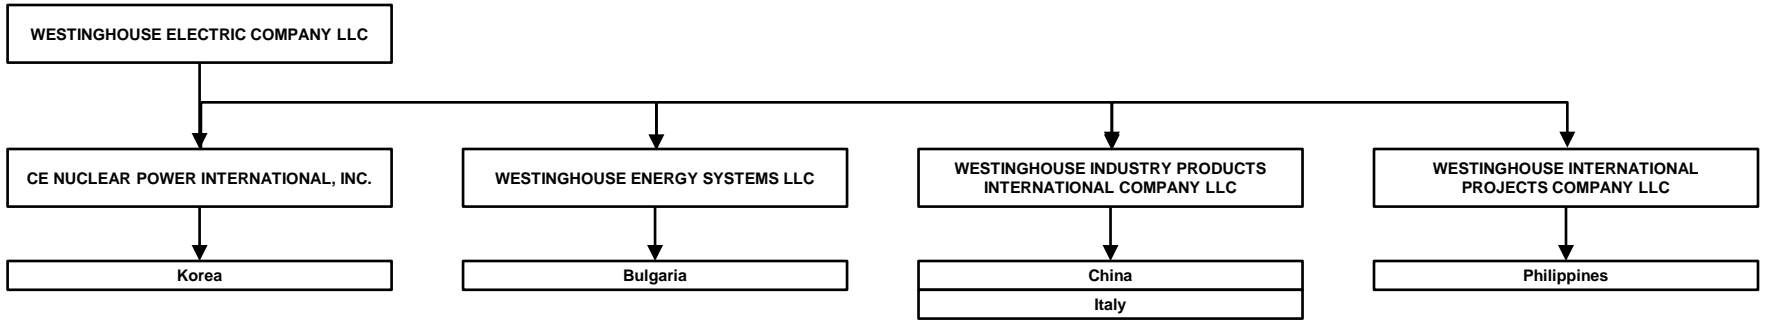 WESTINGHOUSE ELECTRIC COMPANY LLC
CE NUCLEAR POWER INTERNATIONAL, INC.
WESTINGHOUSE ENERGY SYSTEMS LLC
WESTINGHOUSE INDUSTRY PRODUCTS
INTERNATIONAL COMPANY LLC
WESTINGHOUSE INTERNATIONAL
PROJECTS COMPANY LLC
Korea
Bulgaria
China
Italy
Philippines